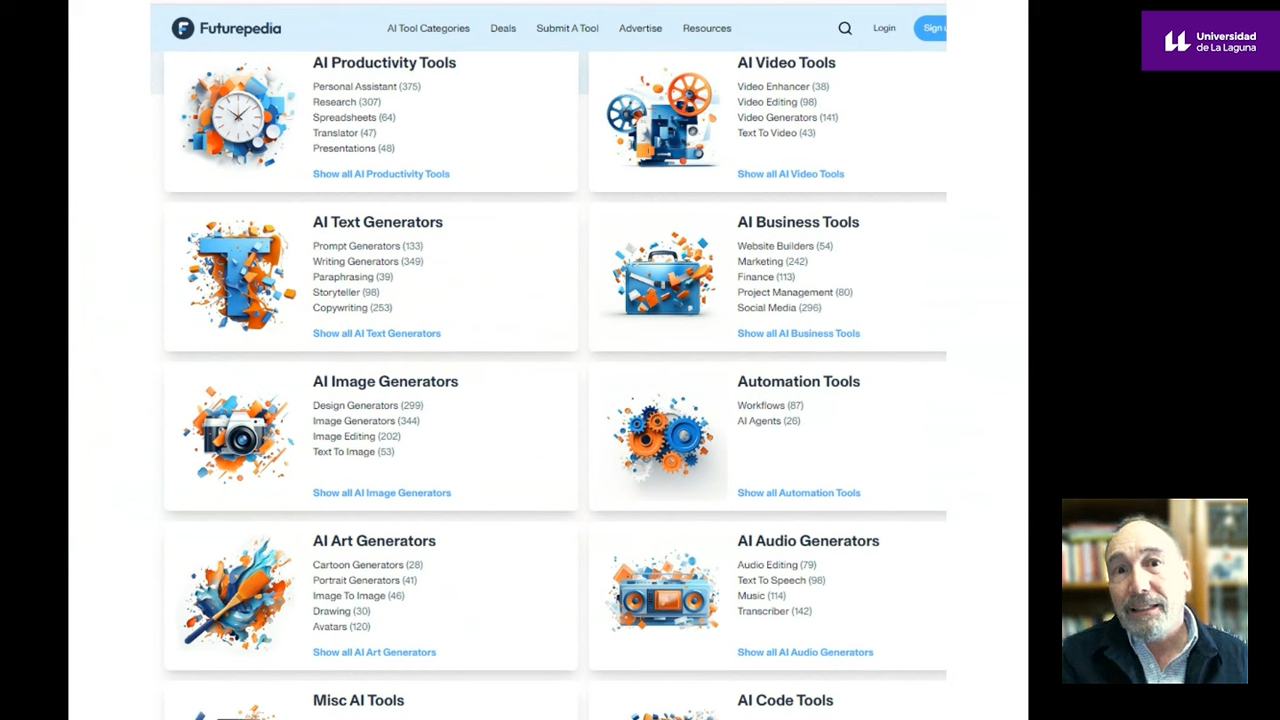 Futurepedia
AI Tool Categories
Deals
Submit A Tool
Advertise
Resources
Login
Sign u
Universidad
de La Laguna
AI Productivity Tools
Personal Assistant (375)
Research (307)
Spreadsheets (64)
Translator (47)
Presentations (48)
Show all AI Productivity Tools
AI Video Tools
Video Enhancer (38)
Video Editing (98)
Video Generators (141)
Text To Video (43)
Show all AI Video Tools
AI Text Generators
Prompt Generators (133)
Writing Generators (349)
Paraphrasing (39)
Storyteller (98)
Copywriting (253)
Show all AI Text Generators
AI Business Tools
Website Builders (54)
Marketing (242)
Finance (113)
Project Management (80)
Social Media (296)
Show all AI Business Tools
AI Image Generators
Design Generators (299)
Image Generators (344)
Image Editing (202)
Text To Image (53)
Show all AI Image Generators
Automation Tools
Workflows (87)
AI Agents (26)
Show all Automation Tools
AI Art Generators
Cartoon Generators (28)
Portrait Generators (41)
Image To Image (46)
Drawing (30)
Avatars (120)
Show all AI Art Generators
AI Audio Generators
Audio Editing (79)
Text To Speech (98)
Music (114)
Transcriber (142)
Show all AI Audio Generators
Misc AI Tools
AI Code Tools